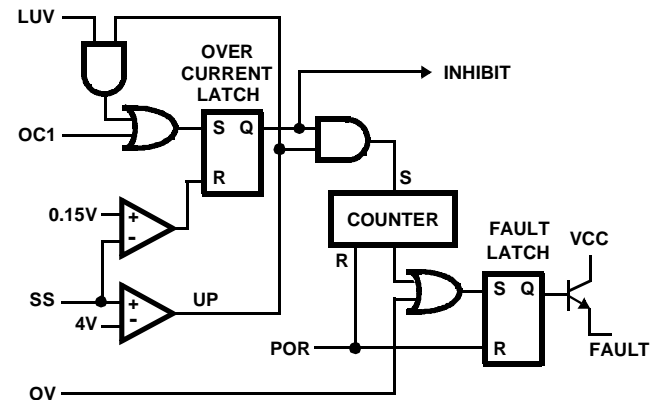 LUV
OVER
CURRENT
LATCH
INHIBIT
OC1
S Q
R
0.15V
+
-
S
COUNTER
R
FAULT
LATCH
VCC
SS
+
-
4V
UP
S Q
R
POR
FAULT
OV